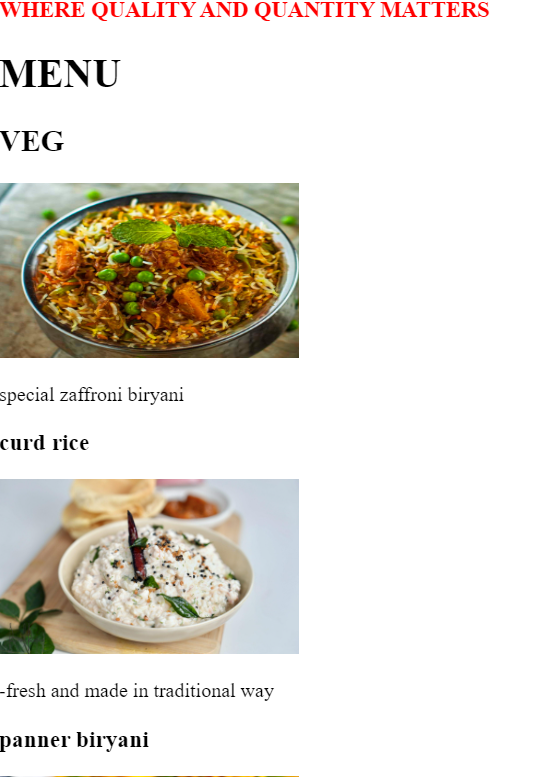 WHERE QUALITY AND QUANTITY MATTERS
MENU
VEG
special zaffroni biryani
curd rice
-fresh and made in traditional way
panner biryani